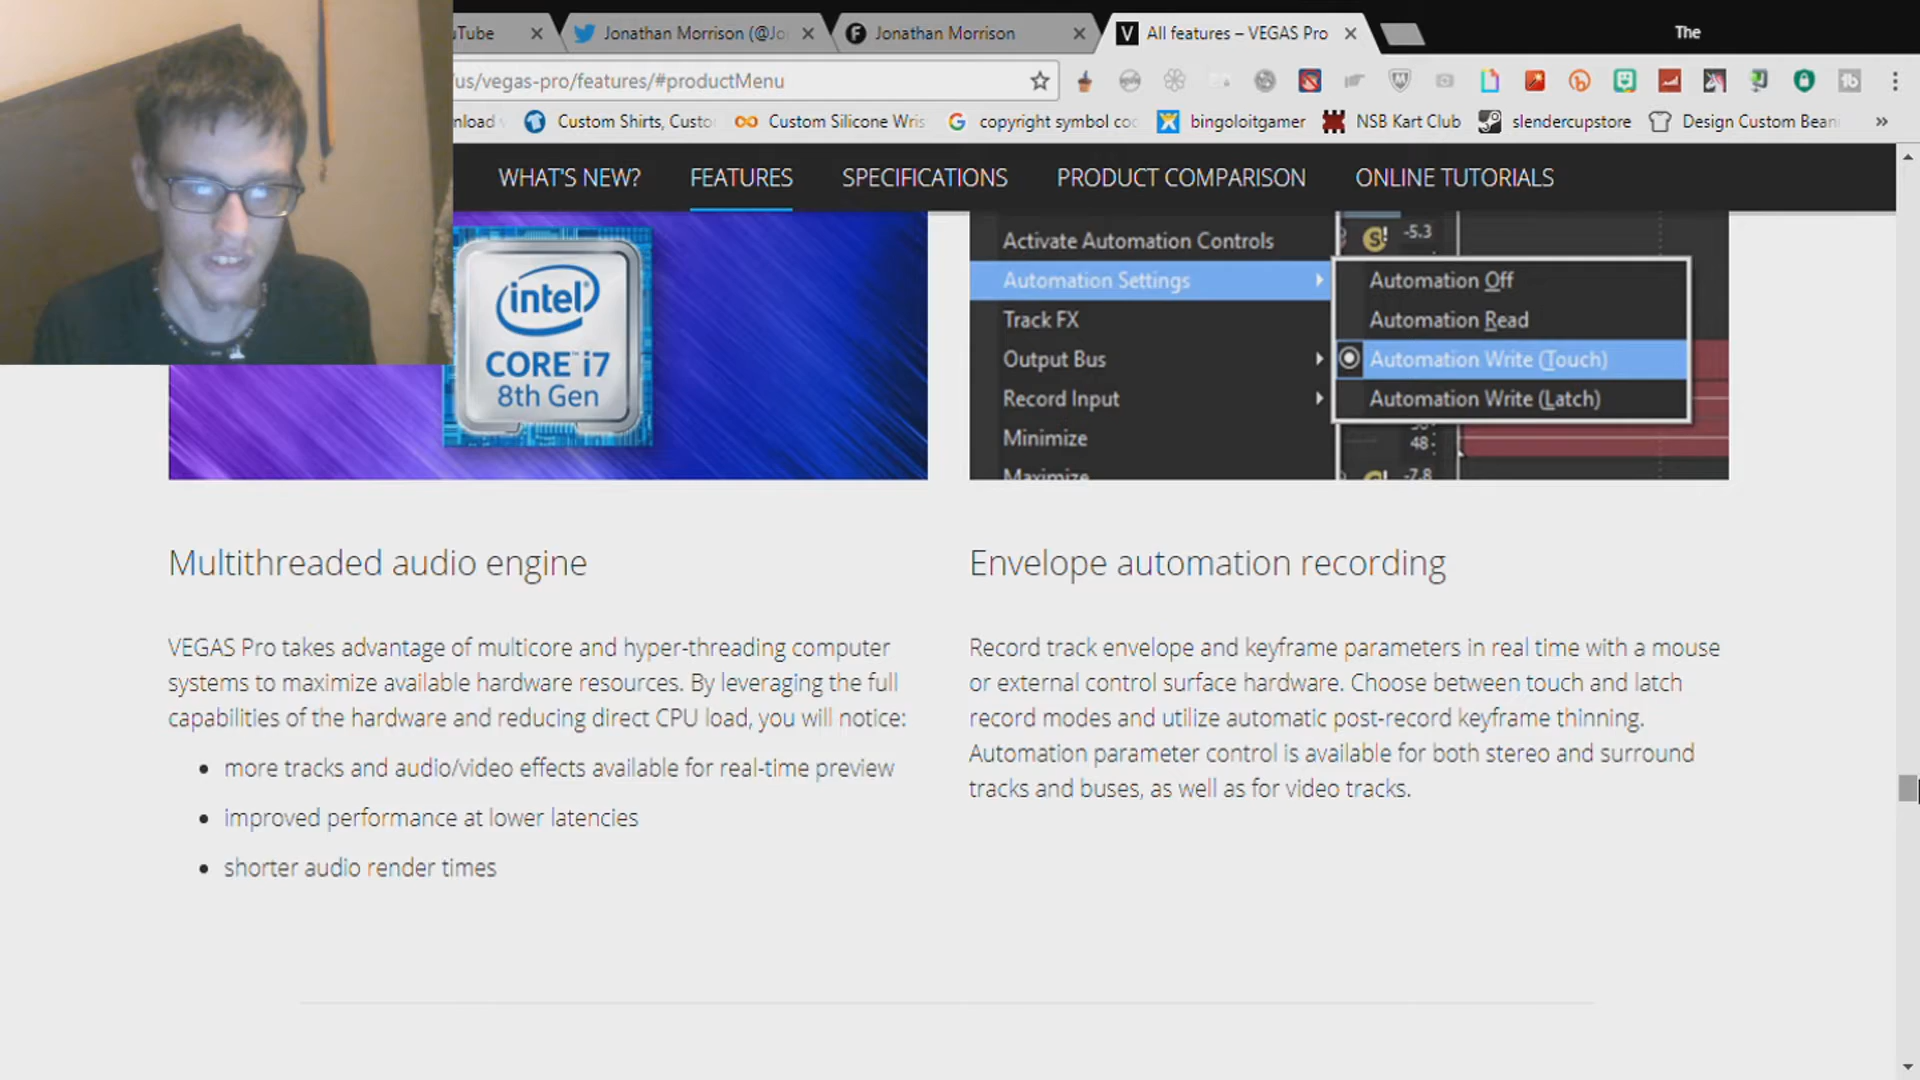 uTube
Jonathan Morrison (@Jo
Jonathan Morrison
All features – VEGAS Pro
The
us/vegas-pro/features/#productMenu
nload
Custom Shirts, Custo
Custom Silicone Wris
copyright symbol co
bingoloitgamer
NSB Kart Club
slendercupstore
Design Custom Bean
»
WHAT'S NEW?
FEATURES
SPECIFICATIONS
PRODUCT COMPARISON
ONLINE TUTORIALS
intel
CORE™ i7
8th Gen
Activate Automation Controls
Automation Settings
Track FX
Output Bus
Record Input
Minimize
Maximize
-5.3
Automation Off
Automation Read
Automation Write (Touch)
Automation Write (Latch)
48
-7.8
Multithreaded audio engine
VEGAS Pro takes advantage of multicore and hyper-threading computer
systems to maximize available hardware resources. By leveraging the full
capabilities of the hardware and reducing direct CPU load, you will notice:
• more tracks and audio/video effects available for real-time preview
• improved performance at lower latencies
• shorter audio render times
Envelope automation recording
Record track envelope and keyframe parameters in real time with a mouse
or external control surface hardware. Choose between touch and latch
record modes and utilize automatic post-record keyframe thinning.
Automation parameter control is available for both stereo and surround
tracks and buses, as well as for video tracks.